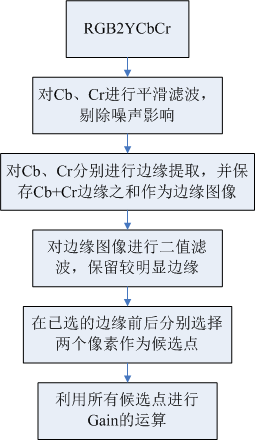 RGB2YCbCr
对Cb、Cr进行平滑滤波，
剔除噪声影响
对Cb、Cr分别进行边缘提取，并保
存Cb+Cr边缘之和作为边缘图像
对边缘图像进行二值滤
波，保留较明显边缘
在已选的边缘前后分别选择
两个像素作为候选点
利用所有候选点进行
Gain的运算